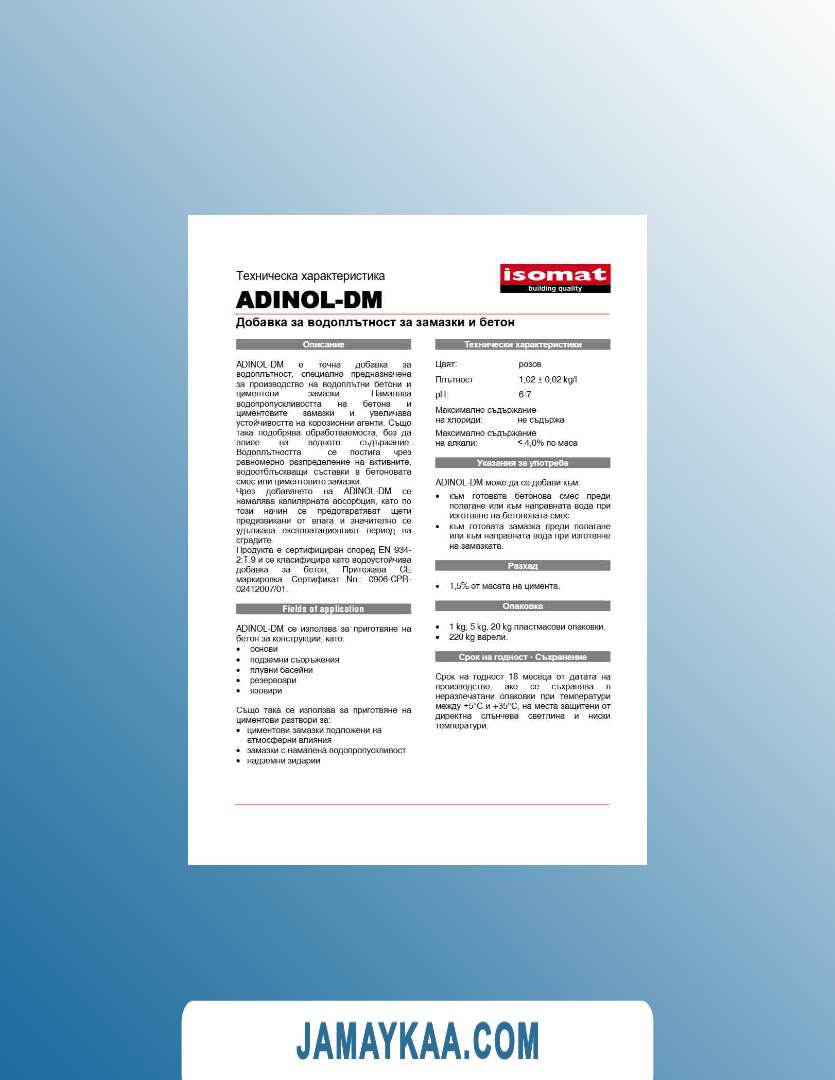 Техническа характеристика
isomat
building quality
ADINOL-DM
Добавка за водоплътност за замазки и бетон
Описание
ADINOL-DM е течна добавка за
водоплътност, специално предназначена
за производство на водоплътни бетони и
циментови замазки. Намалява
водопропускливостта на бетона и
циментовите замазки и увеличава
устойчивостта на корозионни агенти. Също
така подобрява обработваемостта, без да
влияе на водното съдържание.
Водоплътността се постига чрез
равномерно разпределение на активните,
водоотблъскващи съставки в бетоновата
смес или циментовито замазки.
Чрез добавянето на ADINOL-DM се
намалява капилярната абсорбция, като по
този начин се предотвратяват щети
предизвикани от влага и значително се
удължава експлоатационният период на
сградите.
Продукта е сертифициран според EN 934-
2:T.9 и се класифицира като водоустойчива
добавка за бетон, Притежава CE
маркировка Сертификат No.: 0906-CPR-
02412007/01.
Fields of application
ADINOL-DM се използва за приготвяне на
бетон за конструкции, като:
• основи
• подземни съоръжения
• плувни басейни
• резервоари
• язовири
Също така се използва за приготвяне на
циментови разтвори за:
• циментови замазки подложени на
атмосферни влияния
• замазки с намалена водопропускливост
• надземни зидарии
Технически характеристики
Цвят: розов
Плътност 1,02 ± 0,02 kg/l
pH: 6-7
Максимално съдържание
на хлориди: не съдържа
Максимално съдържание
на алкали: ≤ 4,0% по маса
Указания за употреба
ADINOL-DM може да се добави към:
• към готовата бетонова смес преди
полагане или към направната вода при
изготвяне на бетоновата смес.
• към готовата замазка преди полагане
или към направната вода при изготвяне
на замазката.
Разхад
• 1,5% от масата на цимента.
Опаковка
• 1 kg, 5 kg, 20 kg пластмасови опаковки.
• 220 kg варели.
Срок на годност - Съхранение
Срок на годност 18 месеца от датата на
производство, ако се съхранява в
неразпечатани опаковки при температури
между +5°C и +35°C, на места защитени от
директна слънчева светлина и ниски
температури.
JAMAYKAA.COM